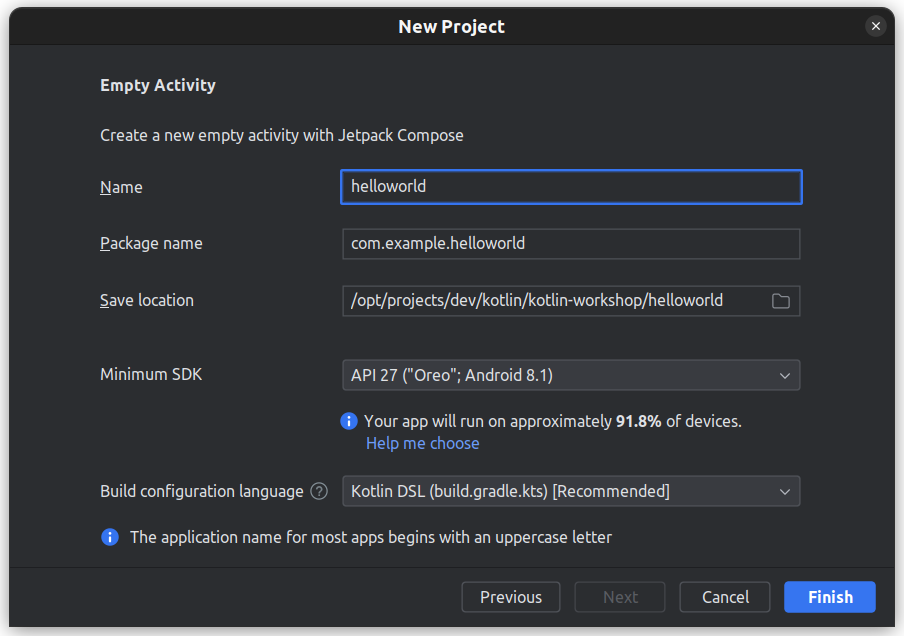 New Project
Empty Activity
Create a new empty activity with Jetpack Compose
Name
helloworld
Package name
com.example.helloworld
Save location
/opt/projects/dev/kotlin/kotlin-workshop/helloworld
Minimum SDK
API 27 ("Oreo"; Android 8.1)
Your app will run on approximately 91.8% of devices.
Help me choose
Build configuration language ?
Kotlin DSL (build.gradle.kts) [Recommended]
The application name for most apps begins with an uppercase letter
Previous
Next
Cancel
Finish